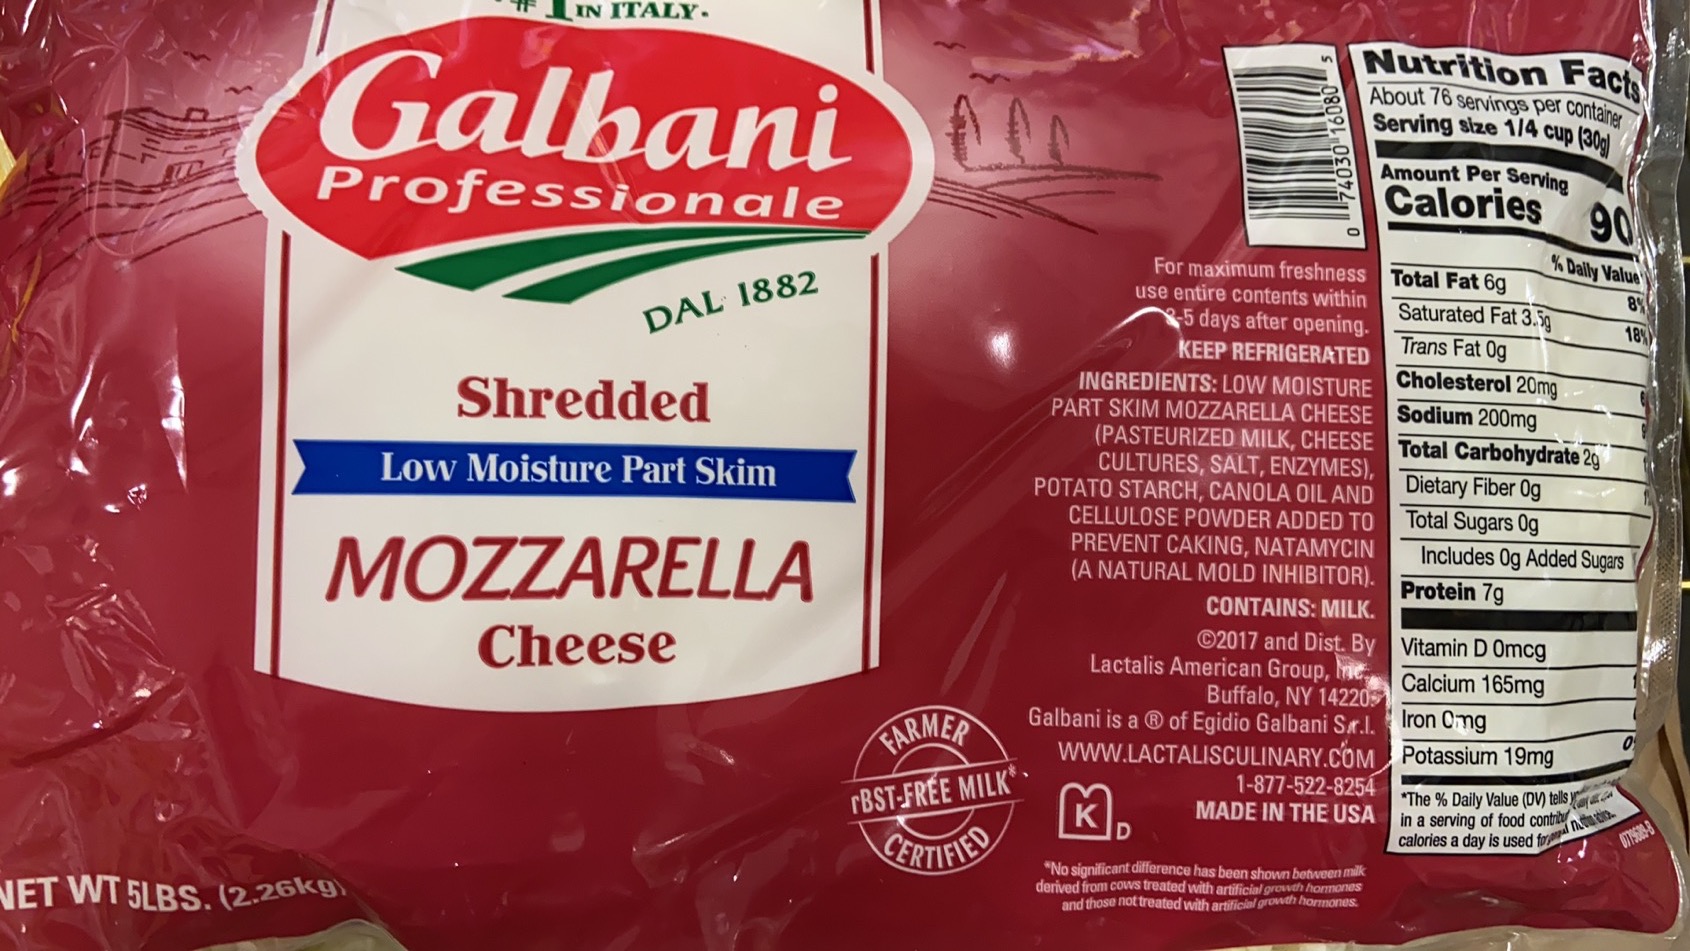 #1 IN ITALY.
Galbani
Professionale
DAL 1882
Shredded
Low Moisture Part Skim
MOZZARELLA
Cheese
NET WT 5LBS. (2.26kg)
FARMER
rBST-FREE MILK*
CERTIFIED
0 74030 16080 5
For maximum freshness
use entire contents within
3-5 days after opening.
KEEP REFRIGERATED
INGREDIENTS: LOW MOISTURE
PART SKIM MOZZARELLA CHEESE
(PASTEURIZED MILK, CHEESE
CULTURES, SALT, ENZYMES),
POTATO STARCH, CANOLA OIL AND
CELLULOSE POWDER ADDED TO
PREVENT CAKING, NATAMYCIN
(A NATURAL MOLD INHIBITOR).
CONTAINS: MILK.
©2017 and Dist. By
Lactalis American Group, Inc.
Buffalo, NY 14220
Galbani is a ® of Egidio Galbani S.r.l.
WWW.LACTALISCULINARY.COM
1-877-522-8254
MADE IN THE USA
K D
*No significant difference has been shown between milk
derived from cows treated with artificial growth hormones
and those not treated with artificial growth hormones.
Nutrition Facts
About 76 servings per container
Serving size 1/4 cup (30g)
Amount Per Serving
Calories 90
% Daily Value
Total Fat 6g 8%
Saturated Fat 3.5g 18%
Trans Fat 0g
Cholesterol 20mg
Sodium 200mg
Total Carbohydrate 2g
Dietary Fiber 0g
Total Sugars 0g
Includes 0g Added Sugars
Protein 7g
Vitamin D 0mcg
Calcium 165mg
Iron 0mg
Potassium 19mg 0
*The % Daily Value (DV) tells
in a serving of food
calories a day is used for